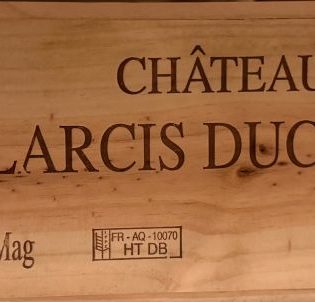 CHÂTEAU
LARCIS DUC
Mag
FR - AQ - 10070
HT DB